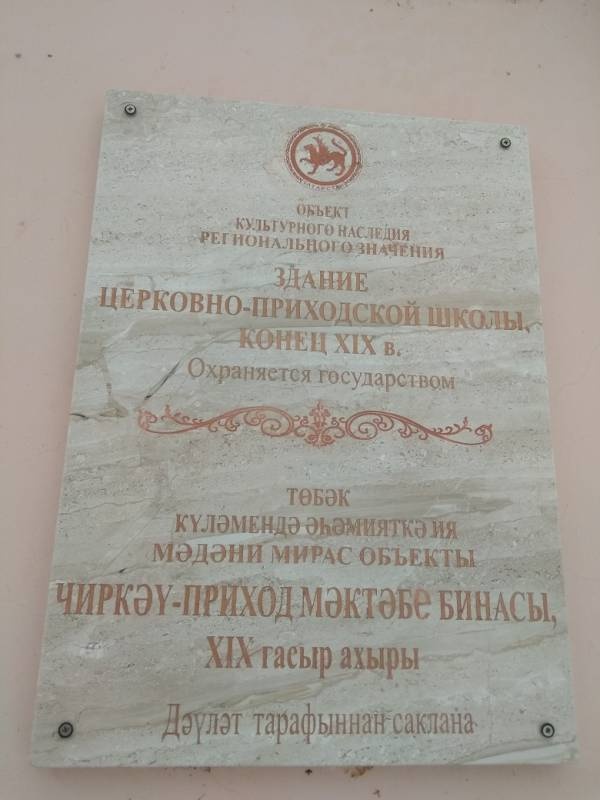 ОБЪЕКТ
КУЛЬТУРНОГО НАСЛЕДИЯ
РЕГИОНАЛЬНОГО ЗНАЧЕНИЯ
ЗДАНИЕ
ЦЕРКОВНО-ПРИХОДСКОЙ ШКОЛЫ,
КОНЕЦ XIX в.
Охраняется государством
ТӨБӘК
КҮЛӘМЕНДӘ ӘҺӘМИЯТКӘ ИЯ
МӘДӘНИ МИРАС ОБЪЕКТЫ
ЧИРКӘҮ-ПРИХОД МӘКТӘБе БИНАСЫ,
XIX гасыр ахыры
Дәүләт тарафыннан саклана